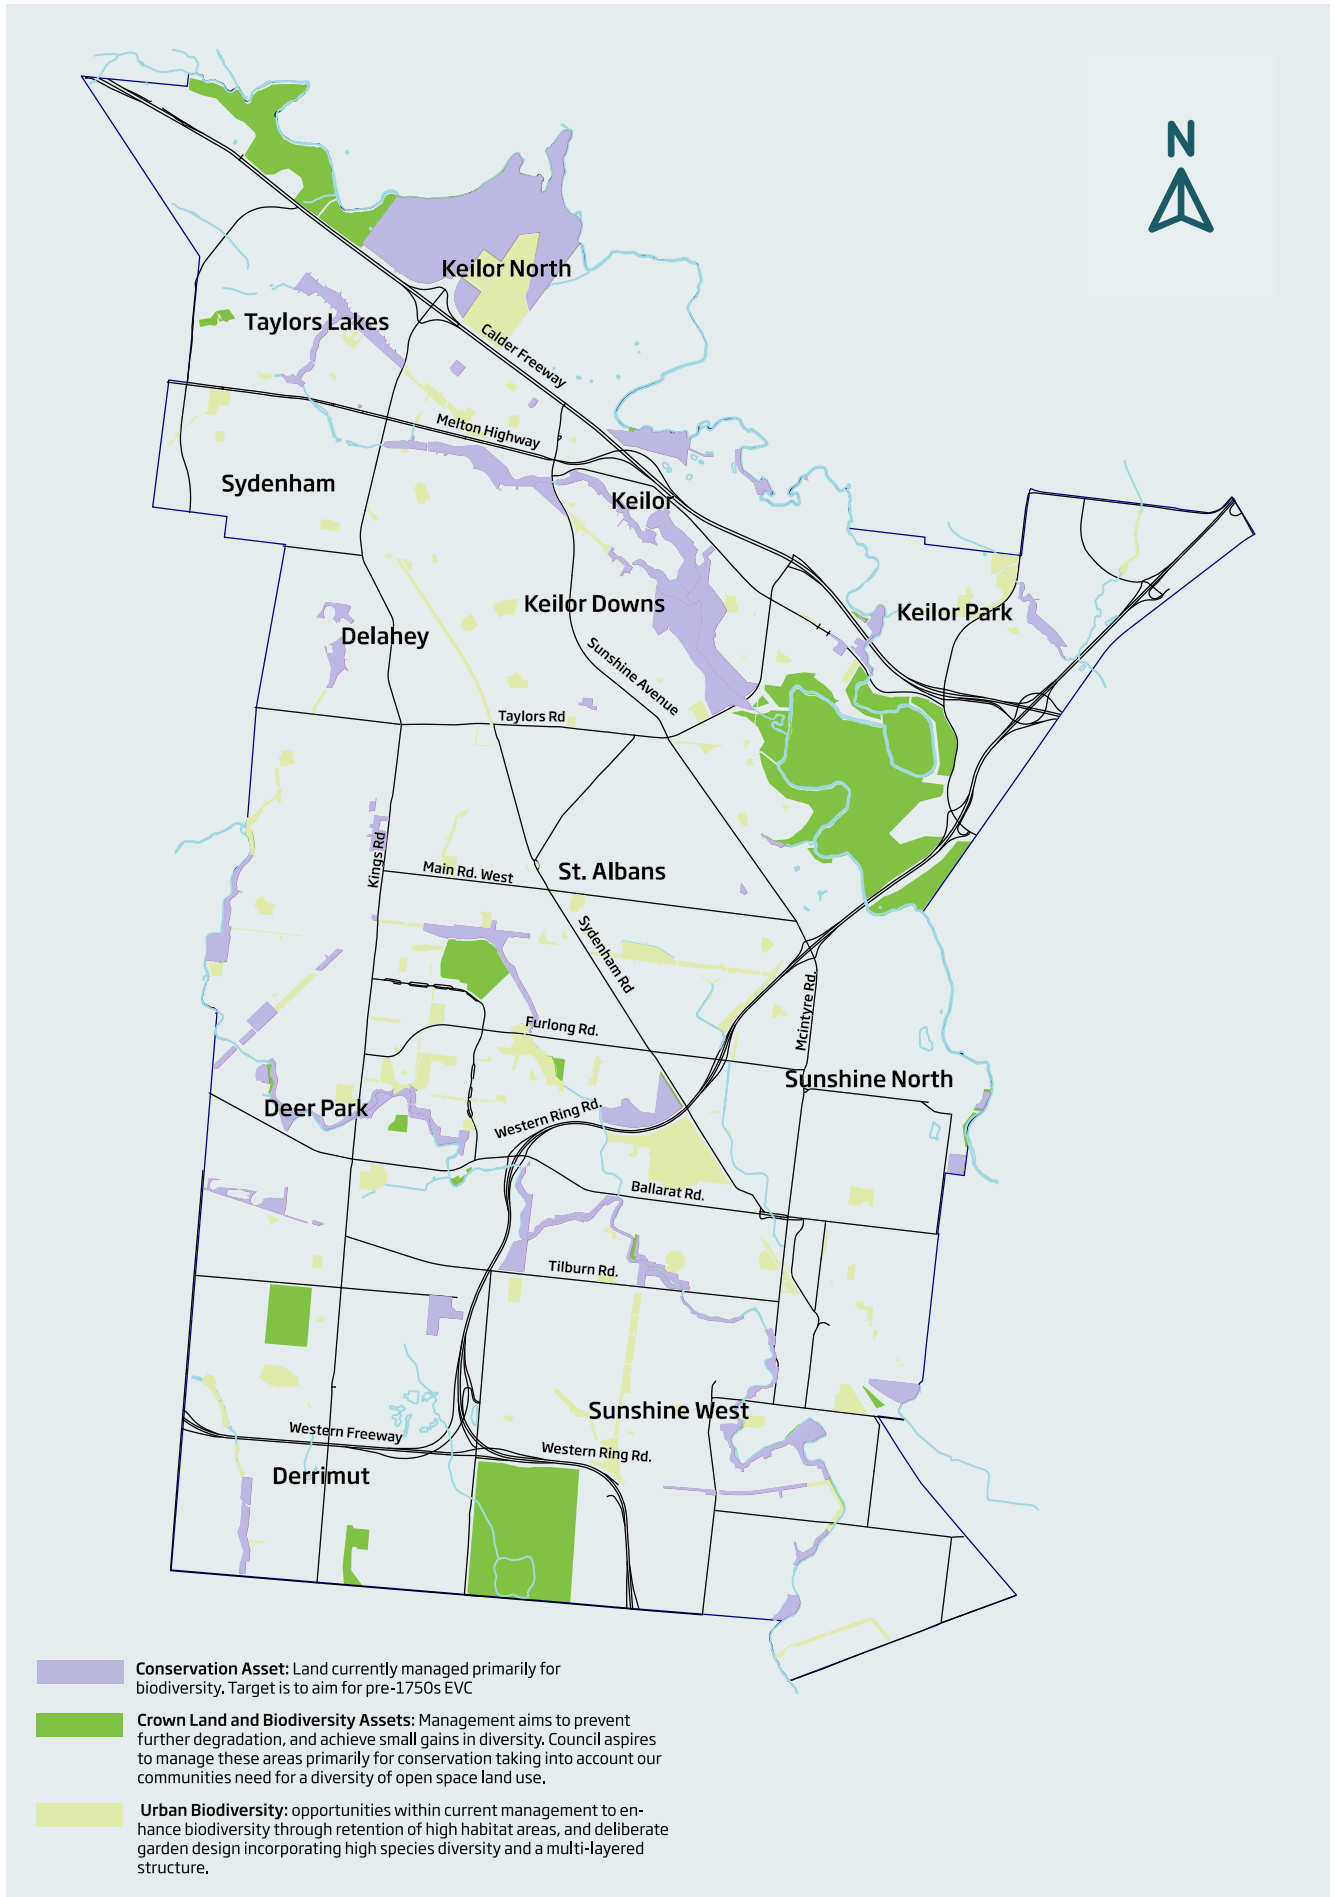 N
Keilor North
Taylors Lakes
Calder Freeway
Melton Highway
Sydenham
Keilor
Keilor Downs
Keilor Park
Delahey
Sunshine Avenue
Taylors Rd
Kings Rd
Main Rd. West
St. Albans
Sydenham Rd
Mcintyre Rd.
Furlong Rd.
Sunshine North
Deer Park
Western Ring Rd.
Ballarat Rd.
Tilburn Rd.
Sunshine West
Western Freeway
Western Ring Rd.
Derrimut
Conservation Asset: Land currently managed primarily for
biodiversity. Target is to aim for pre-1750s EVC
Crown Land and Biodiversity Assets: Management aims to prevent
further degradation, and achieve small gains in diversity. Council aspires
to manage these areas primarily for conservation taking into account our
communities need for a diversity of open space land use.
Urban Biodiversity: opportunities within current management to en-
hance biodiversity through retention of high habitat areas, and deliberate
garden design incorporating high species diversity and a multi-layered
structure.